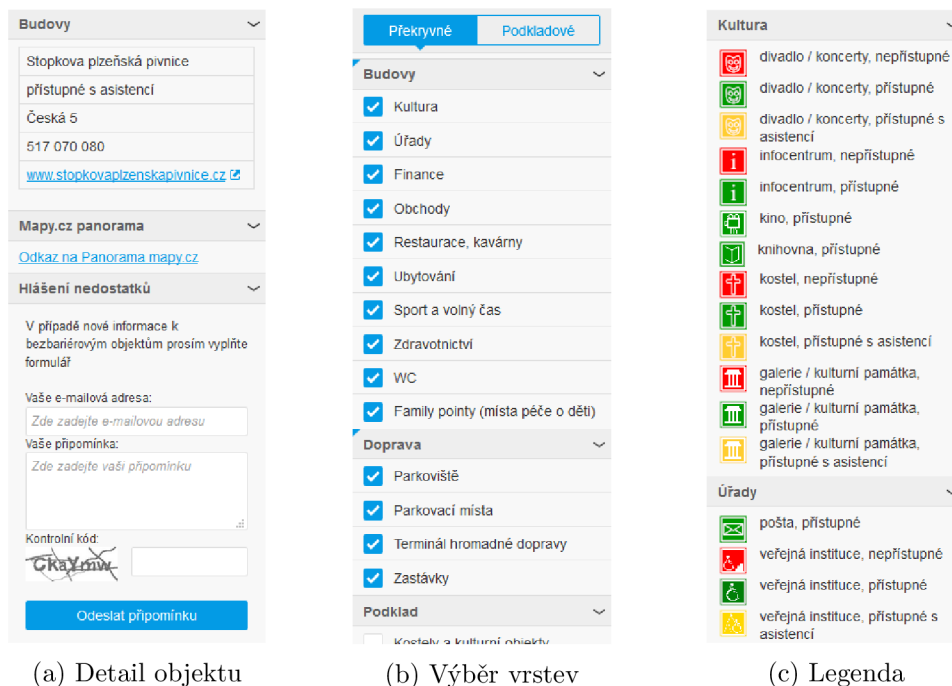 Budovy
Stopkova plzeňská pivnice
přístupné s asistencí
Česká 5
517 070 080
www.stopkovaplzenskapivnice.cz
Mapy.cz panorama
Odkaz na Panorama mapy.cz
Hlášení nedostatků
V případě nové informace k
bezbariérovým objektům prosím vyplňte
formulář
Vaše e-mailová adresa:
Zde zadejte e-mailovou adresu
Vaše připomínka:
Zde zadejte vaši připomínku
Kontrolní kód:
CkaYmw
Odeslat připomínku
(a) Detail objektu
Překryvné
Podkladové
Budovy
Kultura
Úřady
Finance
Obchody
Restaurace, kavárny
Ubytování
Sport a volný čas
Zdravotnictví
WC
Family pointy (místa péče o děti)
Doprava
Parkoviště
Parkovací místa
Terminál hromadné dopravy
Zastávky
Podklad
Kostely a kulturní objekty
(b) Výběr vrstev
Kultura
divadlo / koncerty, nepřístupné
divadlo / koncerty, přístupné
divadlo / koncerty, přístupné s
asistencí
infocentrum, nepřístupné
infocentrum, přístupné
kino, přístupné
knihovna, přístupné
kostel, nepřístupné
kostel, přístupné
kostel, přístupné s asistencí
galerie / kulturní památka,
nepřístupné
galerie / kulturní památka,
přístupné
galerie / kulturní památka,
přístupné s asistencí
Úřady
pošta, přístupné
veřejná instituce, nepřístupné
veřejná instituce, přístupné
veřejná instituce, přístupné s
asistencí
(c) Legenda